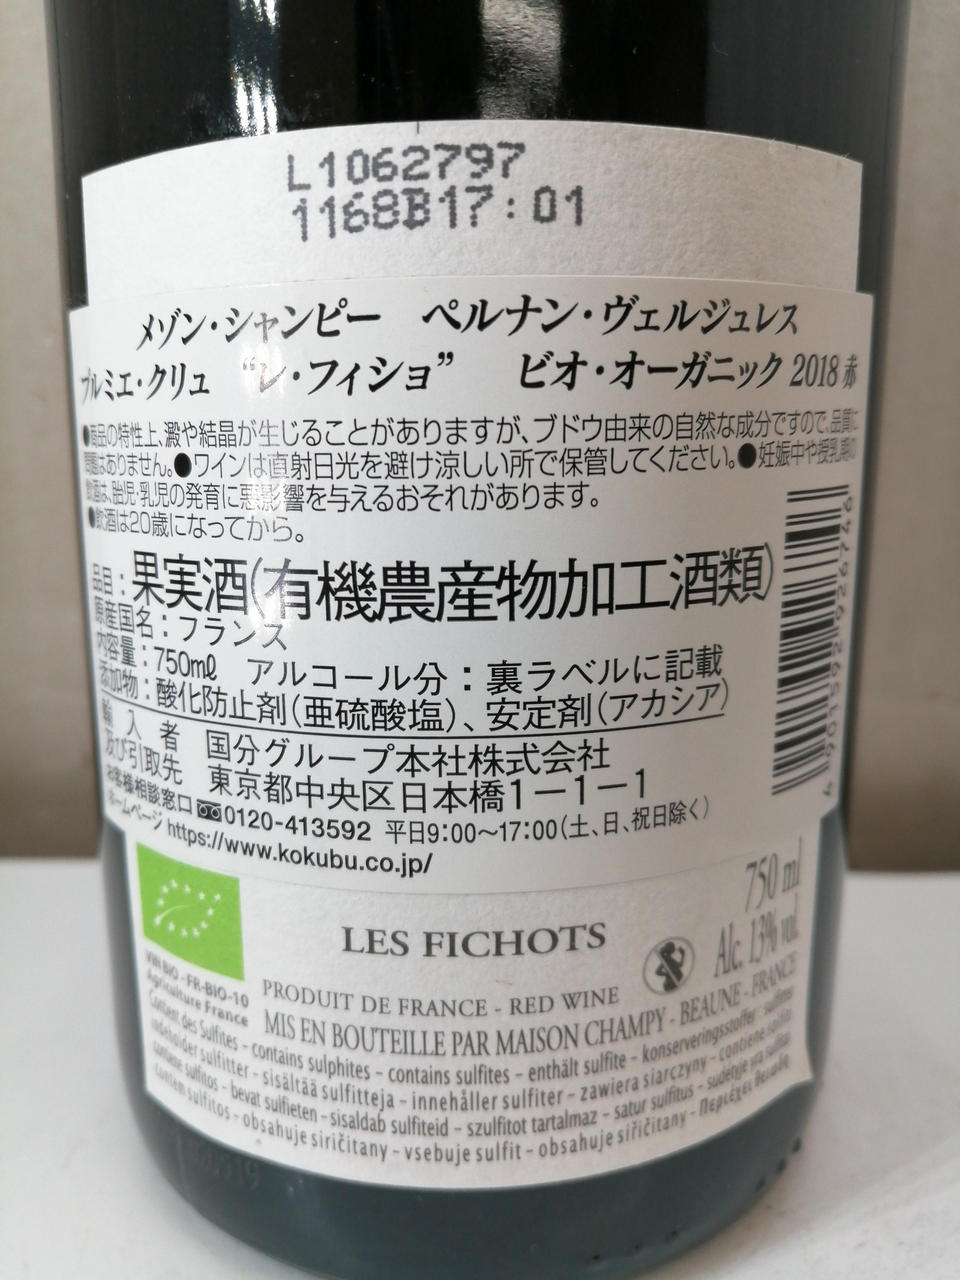 L1062797
1168B17:01
メゾン・シャンピー　ペルナン・ヴェルジュレス
プルミエ・クリュ　“レ・フィショ”　ビオ・オーガニック 2018 赤
●商品の特性上、澱や結晶が生じることがありますが、ブドウ由来の自然な成分ですので、品質に
問題はありません。●ワインは直射日光を避け涼しい所で保管してください。●妊娠中や授乳期の
飲酒は、胎児・乳児の発育に悪影響を与えるおそれがあります。
●飲酒は20歳になってから。
品目：果実酒(有機農産物加工酒類)
原産国名：フランス
内容量：750mℓ　アルコール分：裏ラベルに記載
添加物：酸化防止剤(亜硫酸塩)、安定剤(アカシア)
輸入者　国分グループ本社株式会社
及び引取先　東京都中央区日本橋1－1－1
お客様相談窓口 0120-413592 平日9:00〜17:00(土、日、祝日除く)
ホームページ https://www.kokubu.co.jp/
750 ml
Alc. 13% vol.
LES FICHOTS
VIN BIO - FR-BIO-10
Agriculture France
PRODUIT DE FRANCE - RED WINE
MIS EN BOUTEILLE PAR MAISON CHAMPY - BEAUNE - FRANCE
Contient des Sulfites - contains sulphites - contains sulfites - enthält sulfite - konserveringsstoffer: sulfitter
indeholder sulfitter - sisältää sulfitteja - innehåller sulfiter - zawiera siarczyny - contiene solfiti
contiene sulfitos - bevat sulfieten - sisaldab sulfiteid - szulfitot tartalmaz - satur sulfitus - sudėtyje yra sulfitų
contém sulfitos - obsahuje siričitany - vsebuje sulfit - obsahuje siřičitany - Περιέχει θειώδη